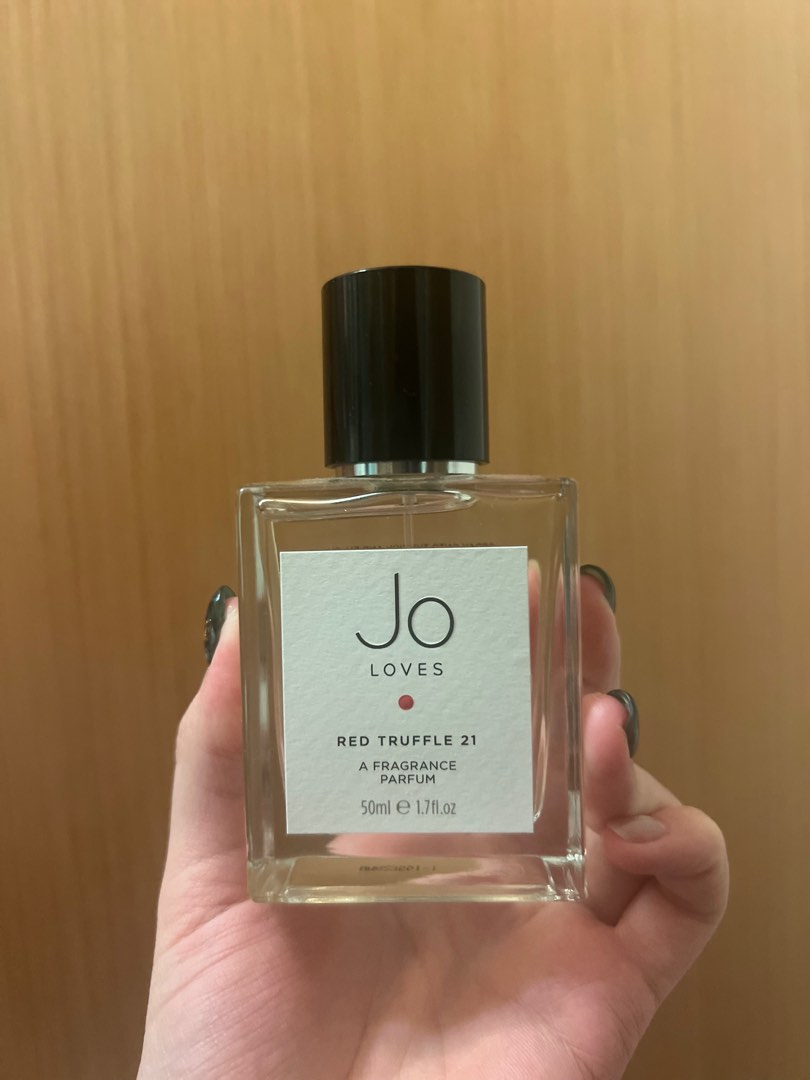 Jo
LOVES
RED TRUFFLE 21
A FRAGRANCE
PARFUM
50ml ℮ 1.7fl.oz